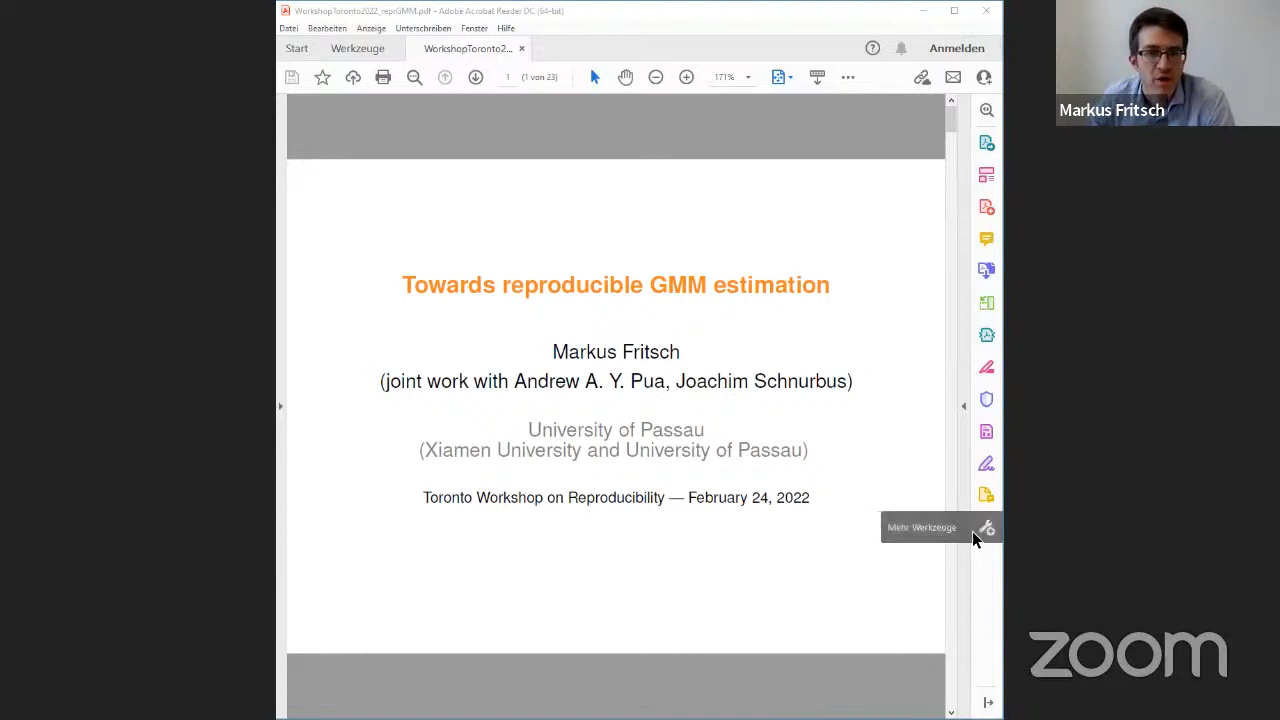 WorkshopToronto2022_reprGMM.pdf - Adobe Acrobat Reader DC (64-bit)
Datei Bearbeiten Anzeige Unterschreiben Fenster Hilfe
Start Werkzeuge WorkshopToronto2... × Anmelden
1 (1 von 23) 171%
Markus Fritsch
Towards reproducible GMM estimation
Markus Fritsch
(joint work with Andrew A. Y. Pua, Joachim Schnurbus)
University of Passau
(Xiamen University and University of Passau)
Toronto Workshop on Reproducibility — February 24, 2022
Mehr Werkzeuge
zoom